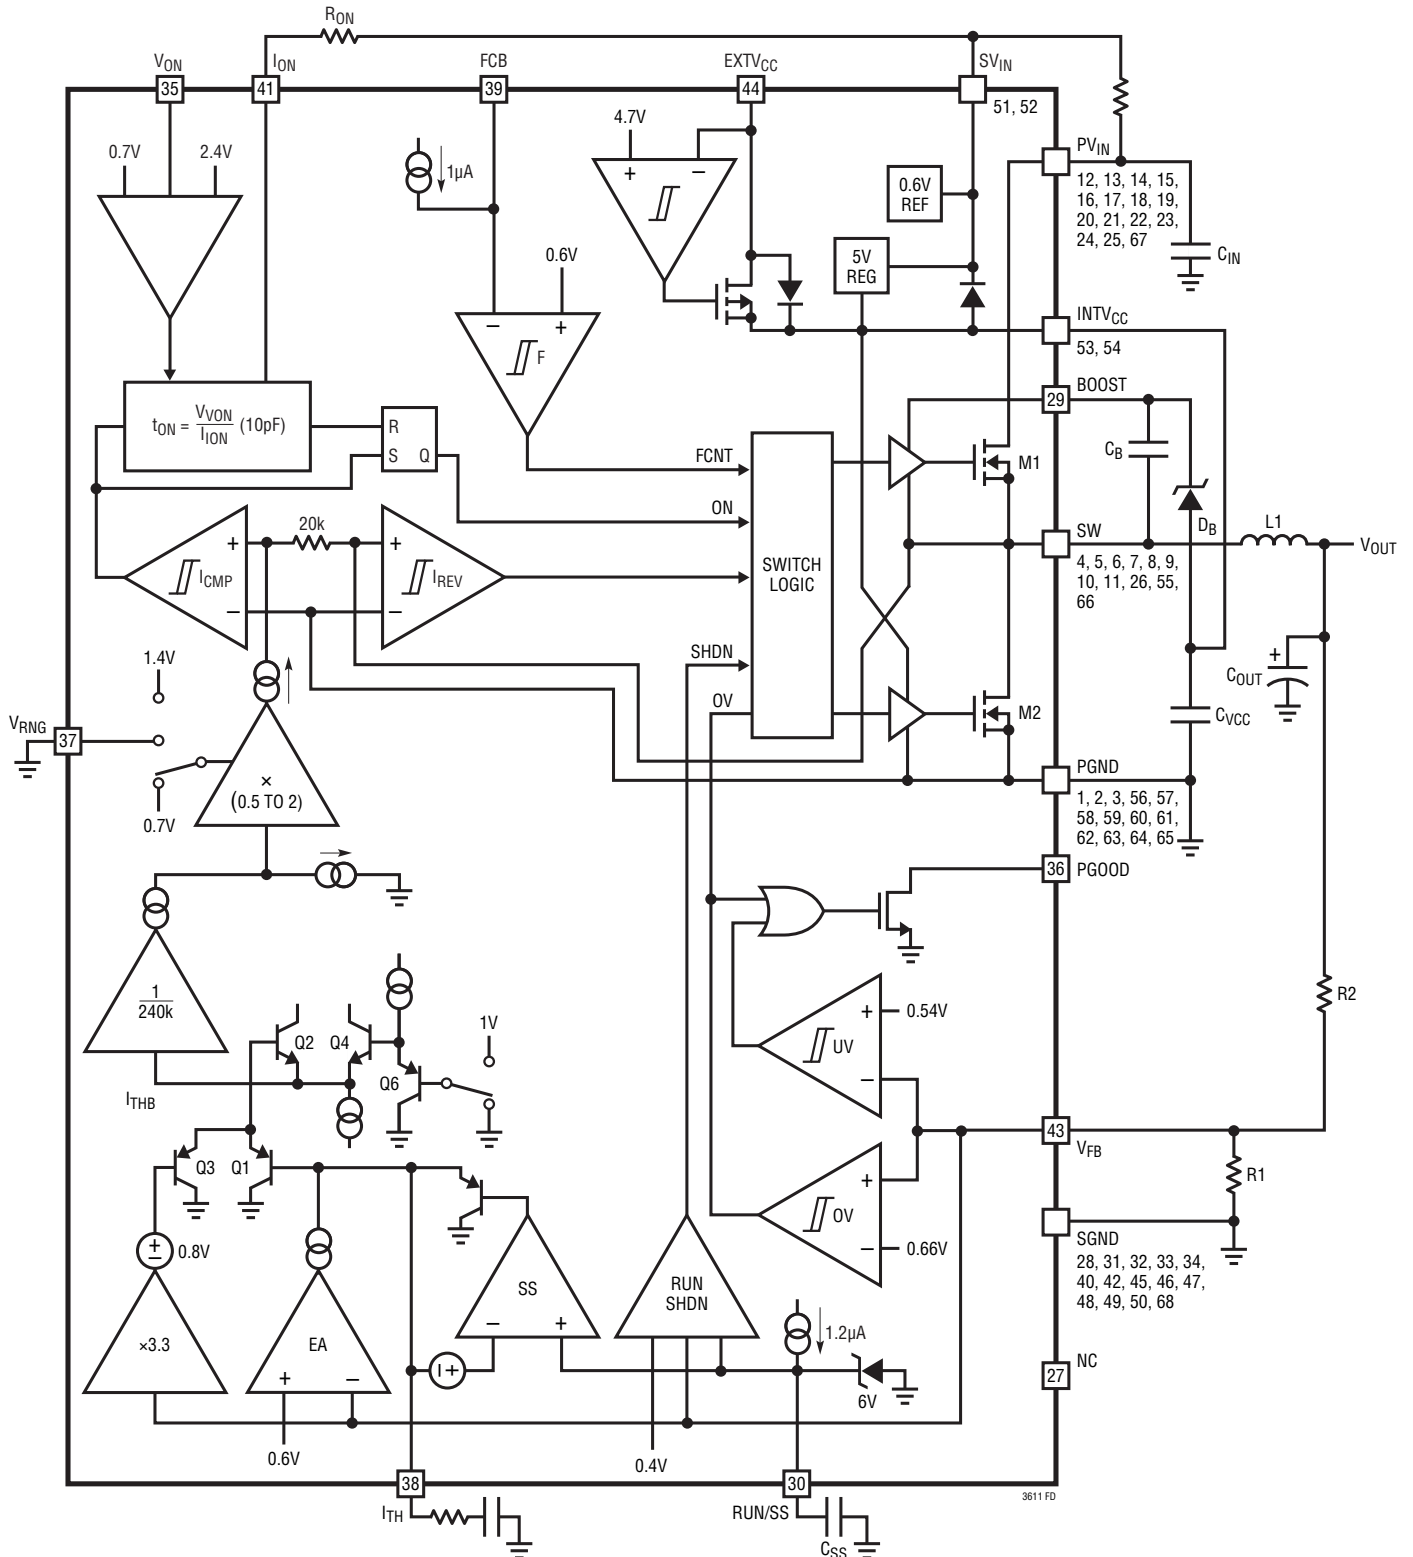 R_ON
V_ON
I_ON
FCB
EXTV_CC
SV_IN
35
41
39
44
51, 52
0.7V
2.4V
1µA
4.7V
+
−
0.6V
REF
5V
REG
0.6V
−
+
F
PV_IN
12, 13, 14, 15,
16, 17, 18, 19,
20, 21, 22, 23,
24, 25, 67
C_IN
INTV_CC
53, 54
BOOST
29
t_ON = V_VON / I_ION (10pF)
R
S
Q
FCNT
ON
SWITCH
LOGIC
SHDN
OV
M1
C_B
D_B
SW
4, 5, 6, 7, 8, 9,
10, 11, 26, 55,
66
L1
V_OUT
+
−
I_CMP
20k
+
−
I_REV
1.4V
V_RNG
37
×
(0.5 TO 2)
0.7V
M2
+
C_OUT
C_VCC
PGND
1, 2, 3, 56, 57,
58, 59, 60, 61,
62, 63, 64, 65
36
PGOOD
1
240k
Q2
Q4
Q6
1V
I_THB
+
−
UV
0.54V
R2
43
V_FB
Q3
Q1
+
−
OV
0.66V
R1
SGND
28, 31, 32, 33, 34,
40, 42, 45, 46, 47,
48, 49, 50, 68
+
−
0.8V
×3.3
EA
+
−
SS
−
+
RUN
SHDN
1.2µA
6V
NC
27
+
0.6V
0.4V
38
30
I_TH
RUN/SS
C_SS
3611 FD